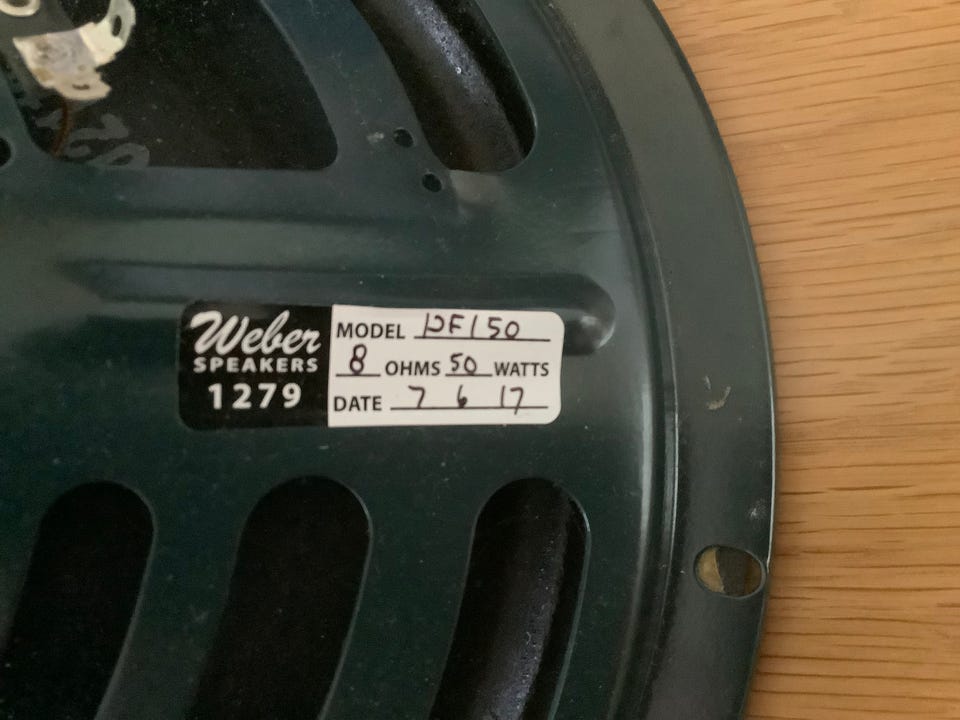 Weber
SPEAKERS
1279
MODEL 12F150
8 OHMS 50 WATTS
DATE 7 6 17